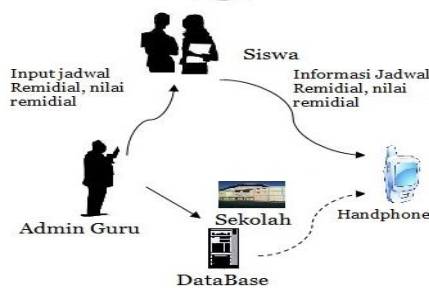 Siswa
Input jadwal
Remidial, nilai
remidial
Informasi Jadwal
Remidial, nilai
remidial
Admin Guru
Sekolah
Handphone
DataBase